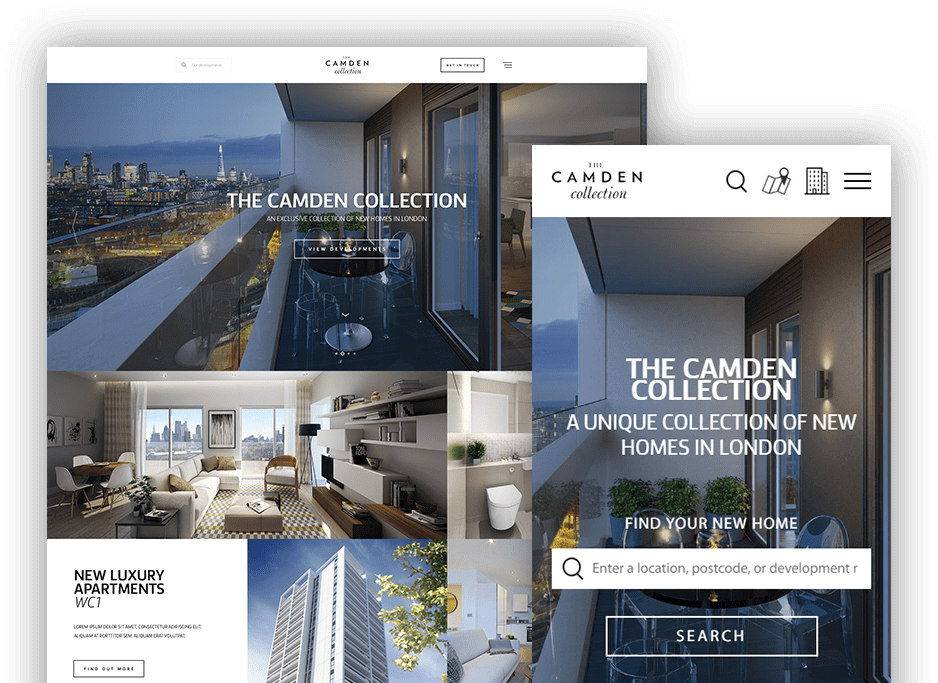 Our developments
THE
CAMDEN
collection
GET IN TOUCH
THE CAMDEN COLLECTION
AN EXCLUSIVE COLLECTION OF NEW HOMES IN LONDON
VIEW DEVELOPMENTS
NEW LUXURY
APARTMENTS
WC1
LOREM IPSUM DOLOR SIT AMET, CONSECTETUR ADIPISCING ELIT.
ALIQUAM AT PORTTITOR SEM. ALIQUAM ERAT VOLUTPAT.
FIND OUT MORE
THE
CAMDEN
collection
THE CAMDEN
COLLECTION
A UNIQUE COLLECTION OF NEW
HOMES IN LONDON
FIND YOUR NEW HOME
Enter a location, postcode, or development r
SEARCH